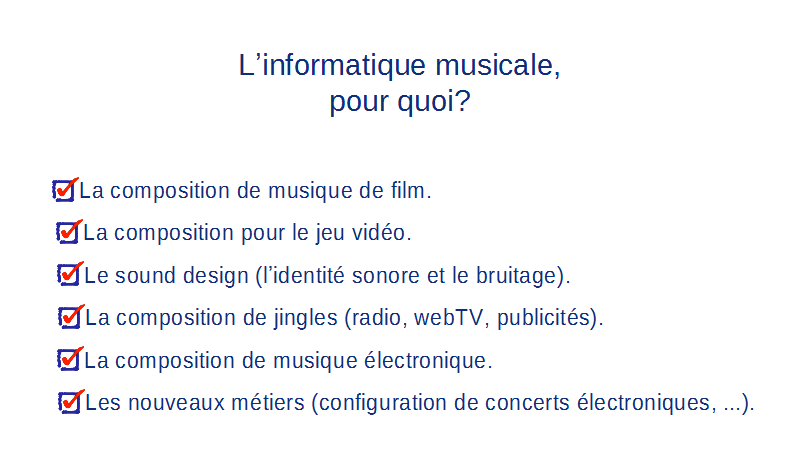 L’informatique musicale,
pour quoi?
La composition de musique de film.
La composition pour le jeu vidéo.
Le sound design (l’identité sonore et le bruitage).
La composition de jingles (radio, webTV, publicités).
La composition de musique électronique.
Les nouveaux métiers (configuration de concerts électroniques, ...).